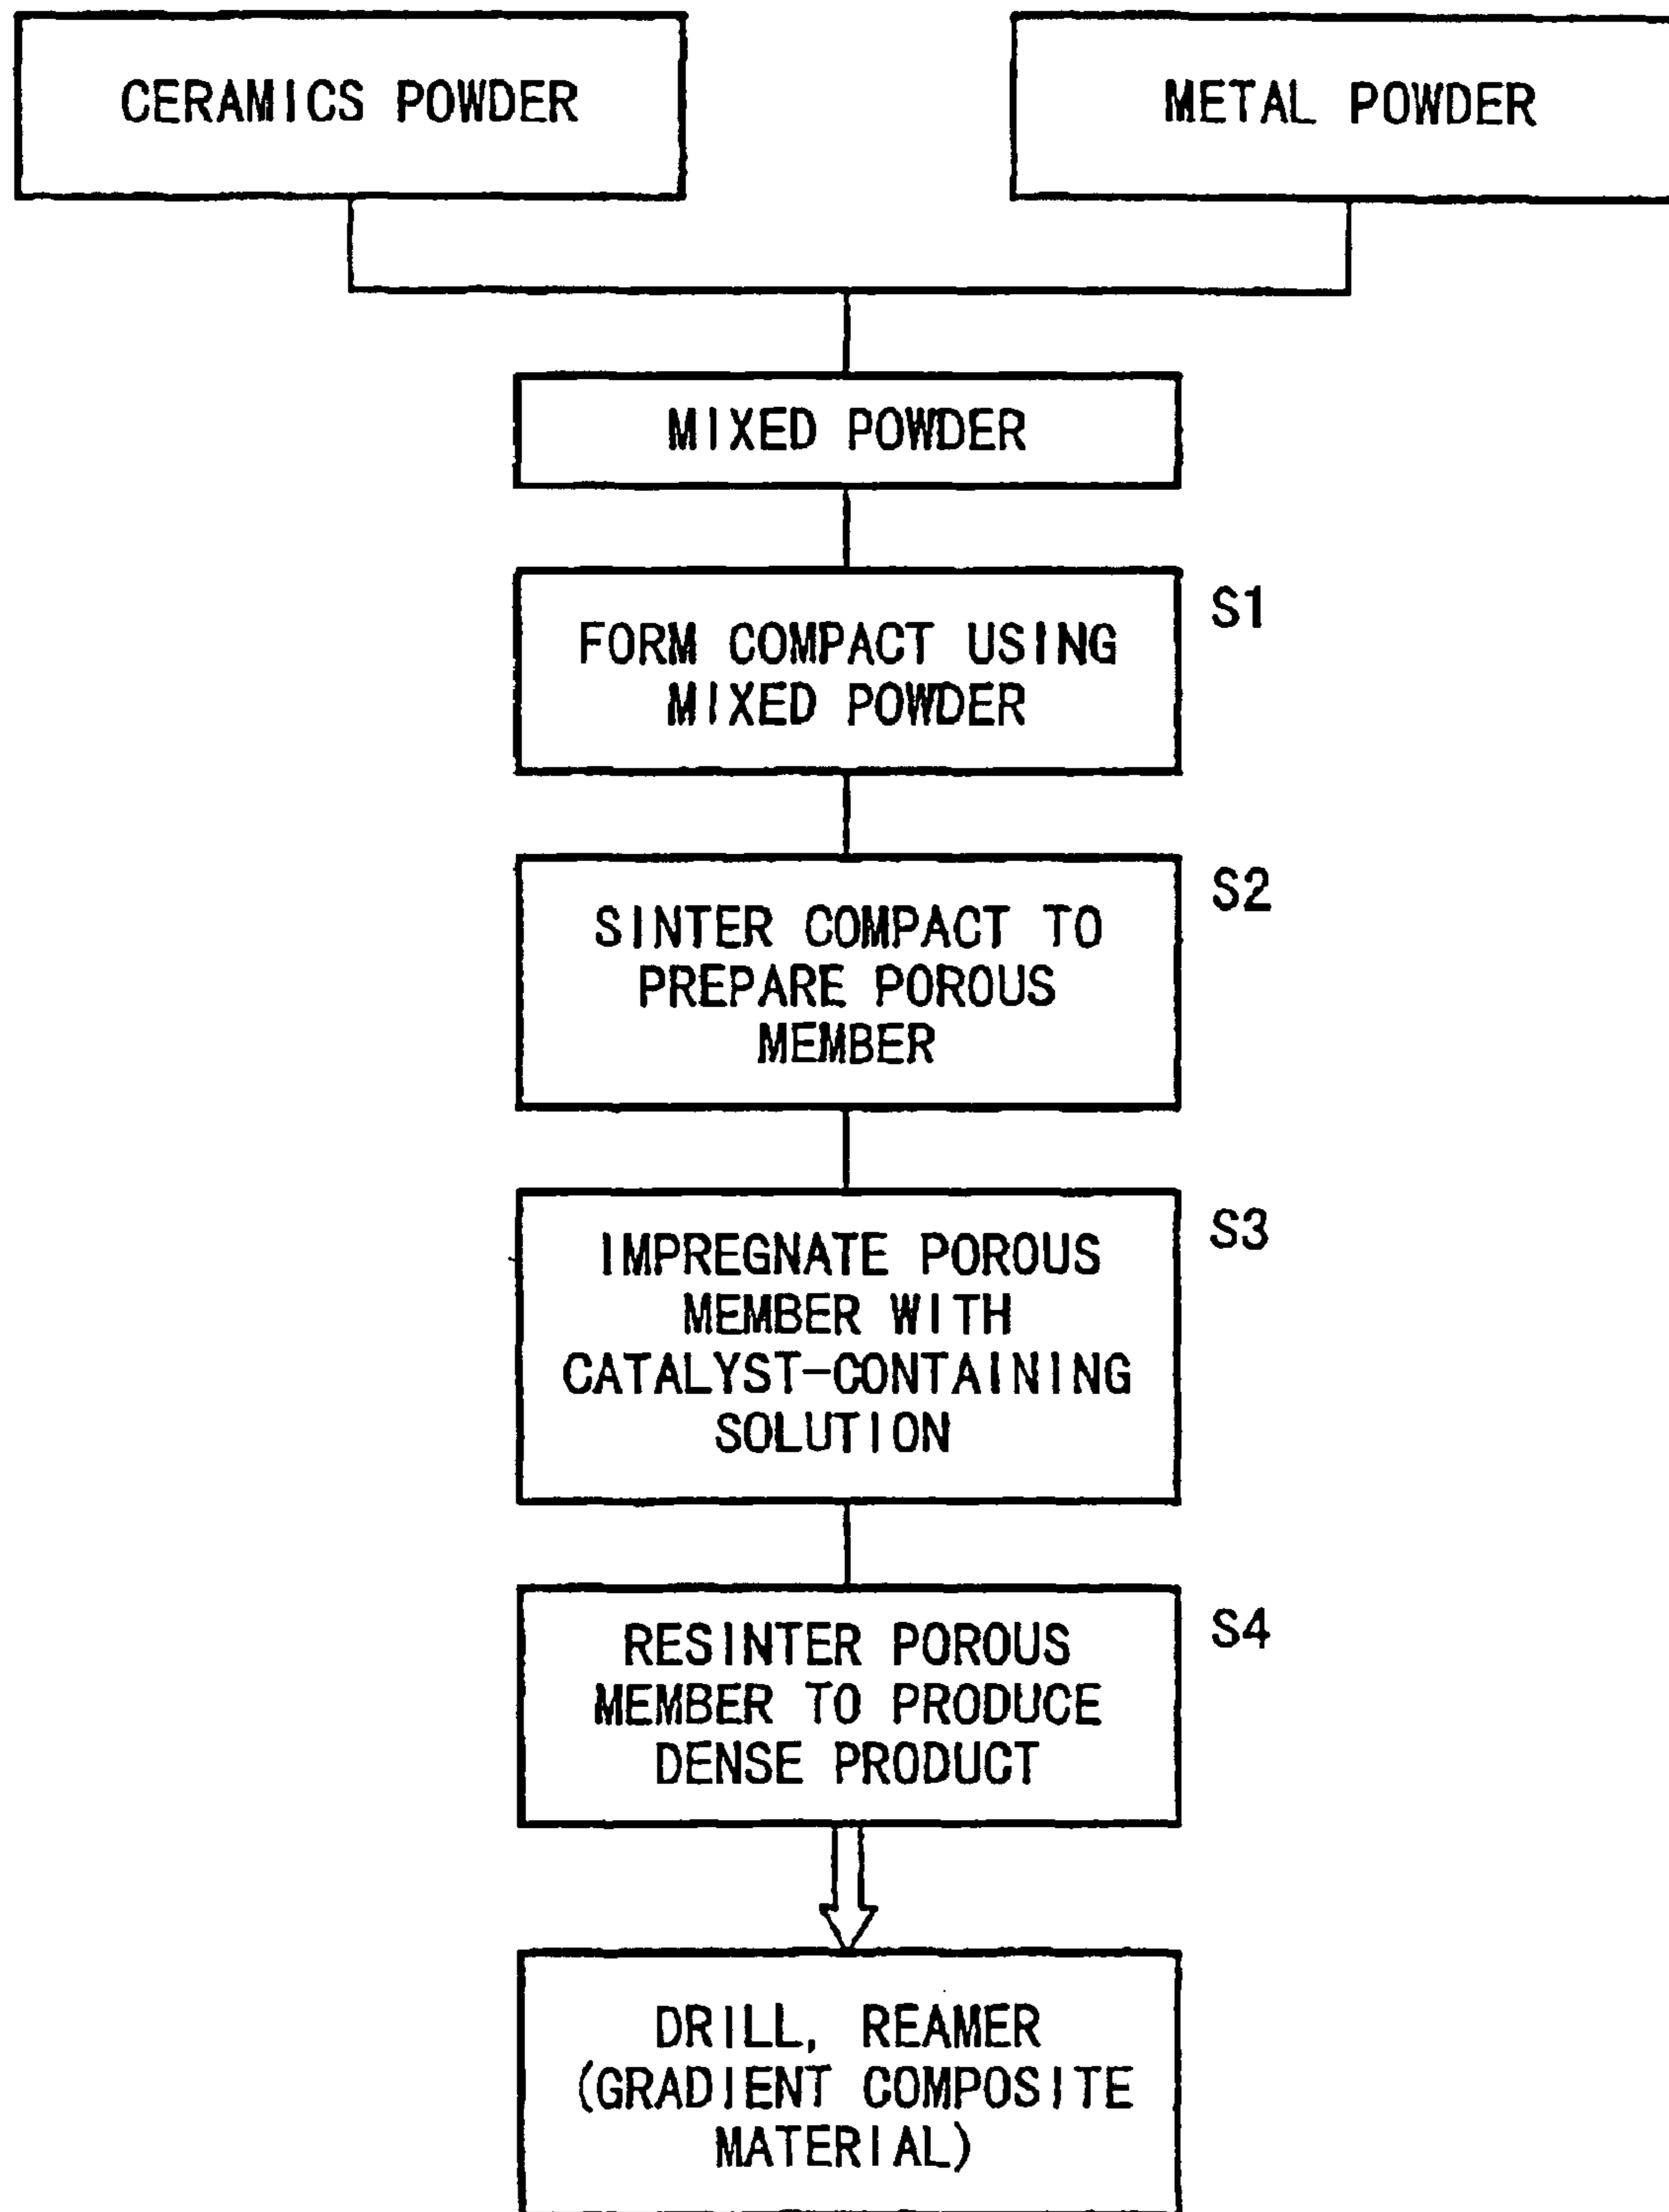 CERAMICS POWDER
METAL POWDER
MIXED POWDER
S1
FORM COMPACT USING
MIXED POWDER
S2
SINTER COMPACT TO
PREPARE POROUS
MEMBER
S3
IMPREGNATE POROUS
MEMBER WITH
CATALYST-CONTAINING
SOLUTION
S4
RESINTER POROUS
MEMBER TO PRODUCE
DENSE PRODUCT
DRILL, REAMER
(GRADIENT COMPOSITE
MATERIAL)